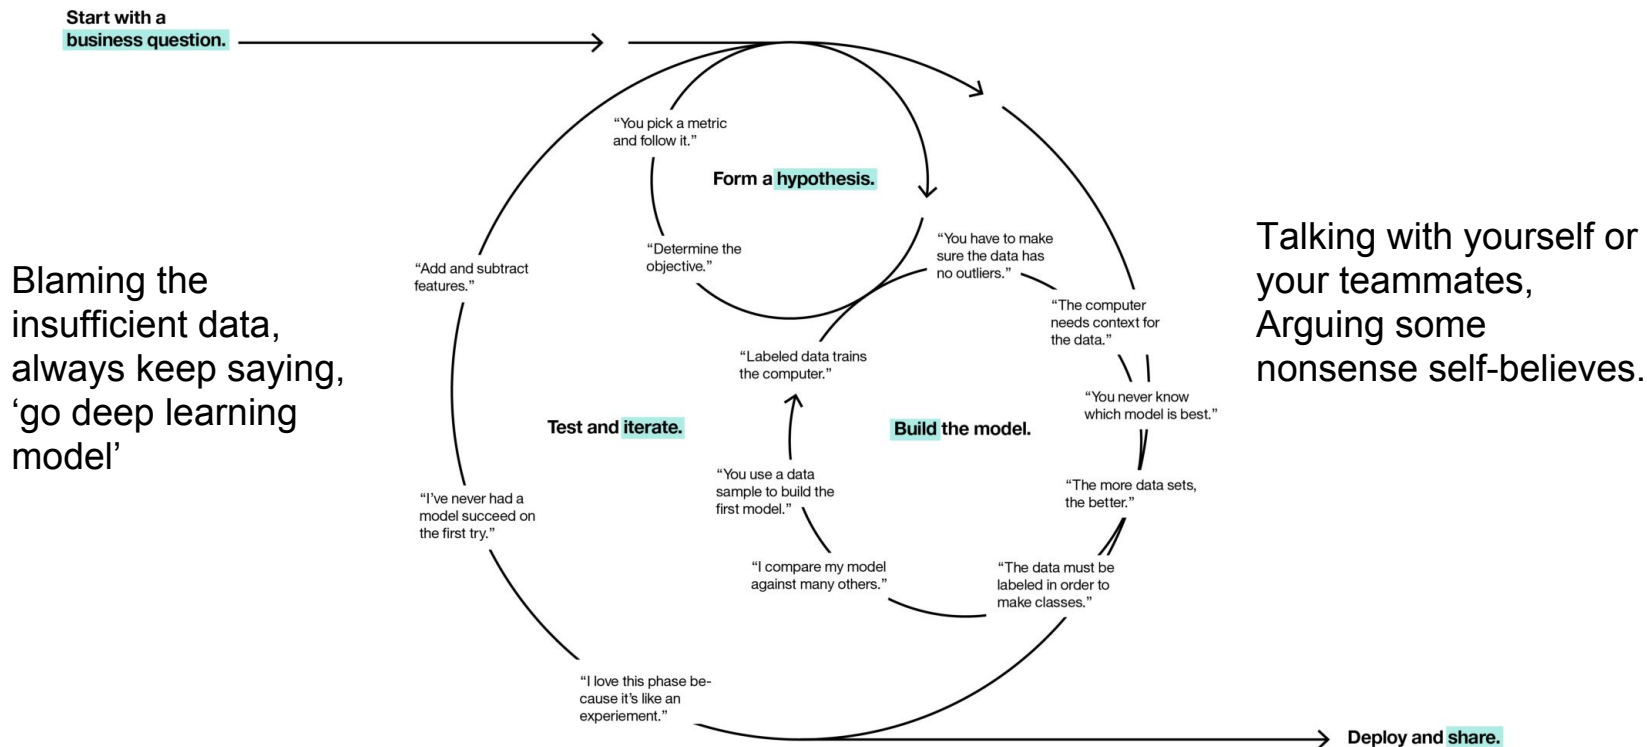 Start with a
business question.
“You pick a metric
and follow it.”
Form a hypothesis.
“Determine the
objective.”
“You have to make
sure the data has
no outliers.”
“Add and subtract
features.”
Blaming the
insufficient data,
always keep saying,
‘go deep learning
model’
Talking with yourself or
your teammates,
Arguing some
nonsense self-believes.
“The computer
needs context for
the data.”
“Labeled data trains
the computer.”
“You never know
which model is best.”
Test and iterate.
Build the model.
“You use a data
sample to build the
first model.”
“The more data sets,
the better.”
“I’ve never had a
model succeed on
the first try.”
“I compare my model
against many others.”
“The data must be
labeled in order to
make classes.”
“I love this phase be-
cause it’s like an
experiement.”
Deploy and share.